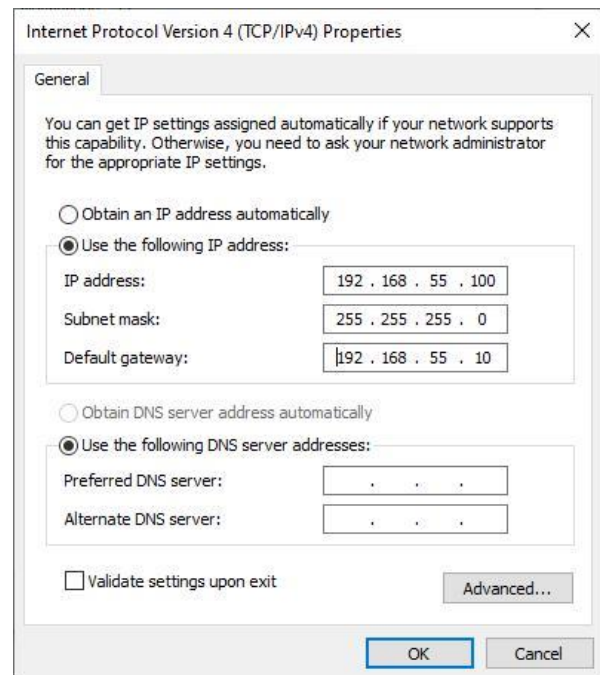 Internet Protocol Version 4 (TCP/IPv4) Properties
General
You can get IP settings assigned automatically if your network supports
this capability. Otherwise, you need to ask your network administrator
for the appropriate IP settings.
Obtain an IP address automatically
Use the following IP address:
IP address: 192 . 168 . 55 . 100
Subnet mask: 255 . 255 . 255 . 0
Default gateway: 192 . 168 . 55 . 10
Obtain DNS server address automatically
Use the following DNS server addresses:
Preferred DNS server: . . .
Alternate DNS server: . . .
Validate settings upon exit
Advanced...
OK Cancel